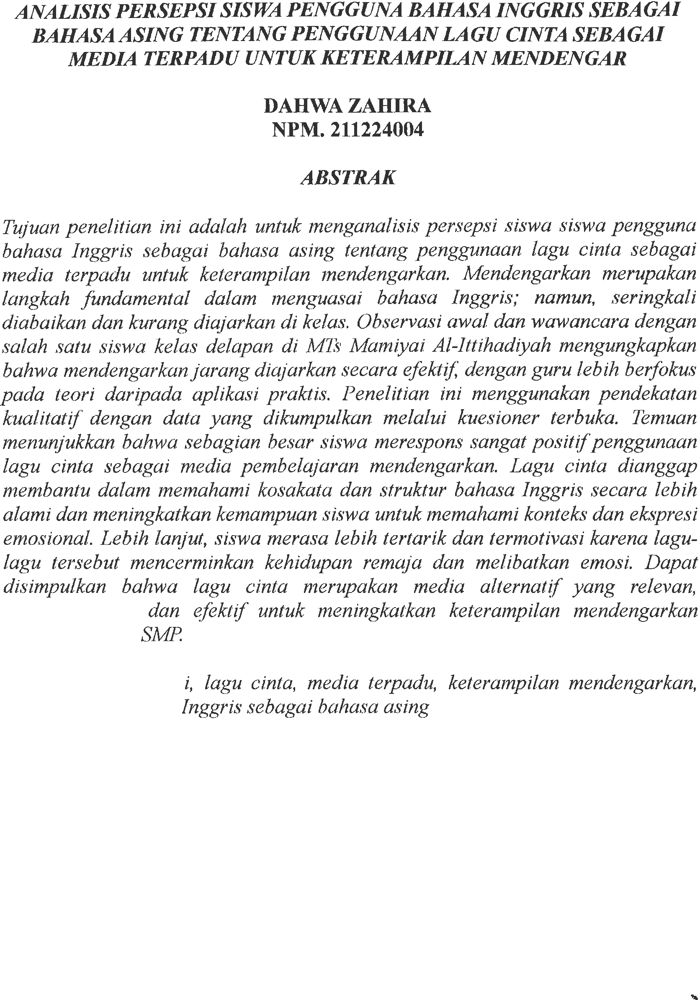 ANALISIS PERSEPSI SISWA PENGGUNA BAHASA INGGRIS SEBAGAI
BAHASA ASING TENTANG PENGGUNAAN LAGU CINTA SEBAGAI
MEDIA TERPADU UNTUK KETERAMPILAN MENDENGAR
DAHWA ZAHIRA
NPM. 211224004
ABSTRAK
Tujuan penelitian ini adalah untuk menganalisis persepsi siswa siswa pengguna
bahasa Inggris sebagai bahasa asing tentang penggunaan lagu cinta sebagai
media terpadu untuk keterampilan mendengarkan. Mendengarkan merupakan
langkah fundamental dalam menguasai bahasa Inggris; namun, seringkali
diabaikan dan kurang diajarkan di kelas. Observasi awal dan wawancara dengan
salah satu siswa kelas delapan di MTs Mamiyai Al-Ittihadiyah mengungkapkan
bahwa mendengarkan jarang diajarkan secara efektif, dengan guru lebih berfokus
pada teori daripada aplikasi praktis. Penelitian ini menggunakan pendekatan
kualitatif dengan data yang dikumpulkan melalui kuesioner terbuka. Temuan
menunjukkan bahwa sebagian besar siswa merespons sangat positif penggunaan
lagu cinta sebagai media pembelajaran mendengarkan. Lagu cinta dianggap
membantu dalam memahami kosakata dan struktur bahasa Inggris secara lebih
alami dan meningkatkan kemampuan siswa untuk memahami konteks dan ekspresi
emosional. Lebih lanjut, siswa merasa lebih tertarik dan termotivasi karena lagu-
lagu tersebut mencerminkan kehidupan remaja dan melibatkan emosi. Dapat
disimpulkan bahwa lagu cinta merupakan media alternatif yang relevan,
dan efektif untuk meningkatkan keterampilan mendengarkan
SMP.
i, lagu cinta, media terpadu, keterampilan mendengarkan,
Inggris sebagai bahasa asing